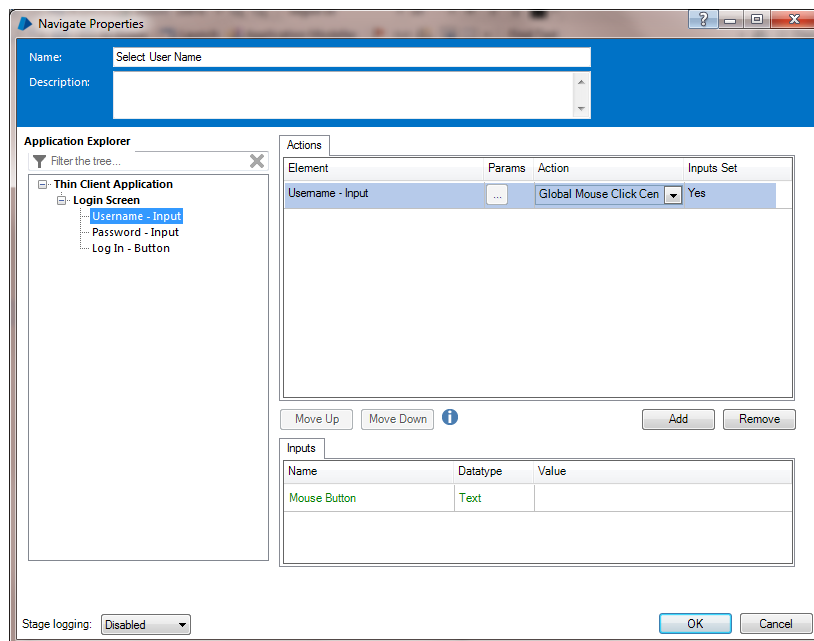 Navigate Properties
?
Name:
Select User Name
Description:
Application Explorer
Filter the tree...
Thin Client Application
Login Screen
Username - Input
Password - Input
Log In - Button
Actions
Element Params Action Inputs Set
Username - Input ... Global Mouse Click Cen Yes
Move Up Move Down i Add Remove
Inputs
Name Datatype Value
Mouse Button Text
Stage logging: Disabled OK Cancel